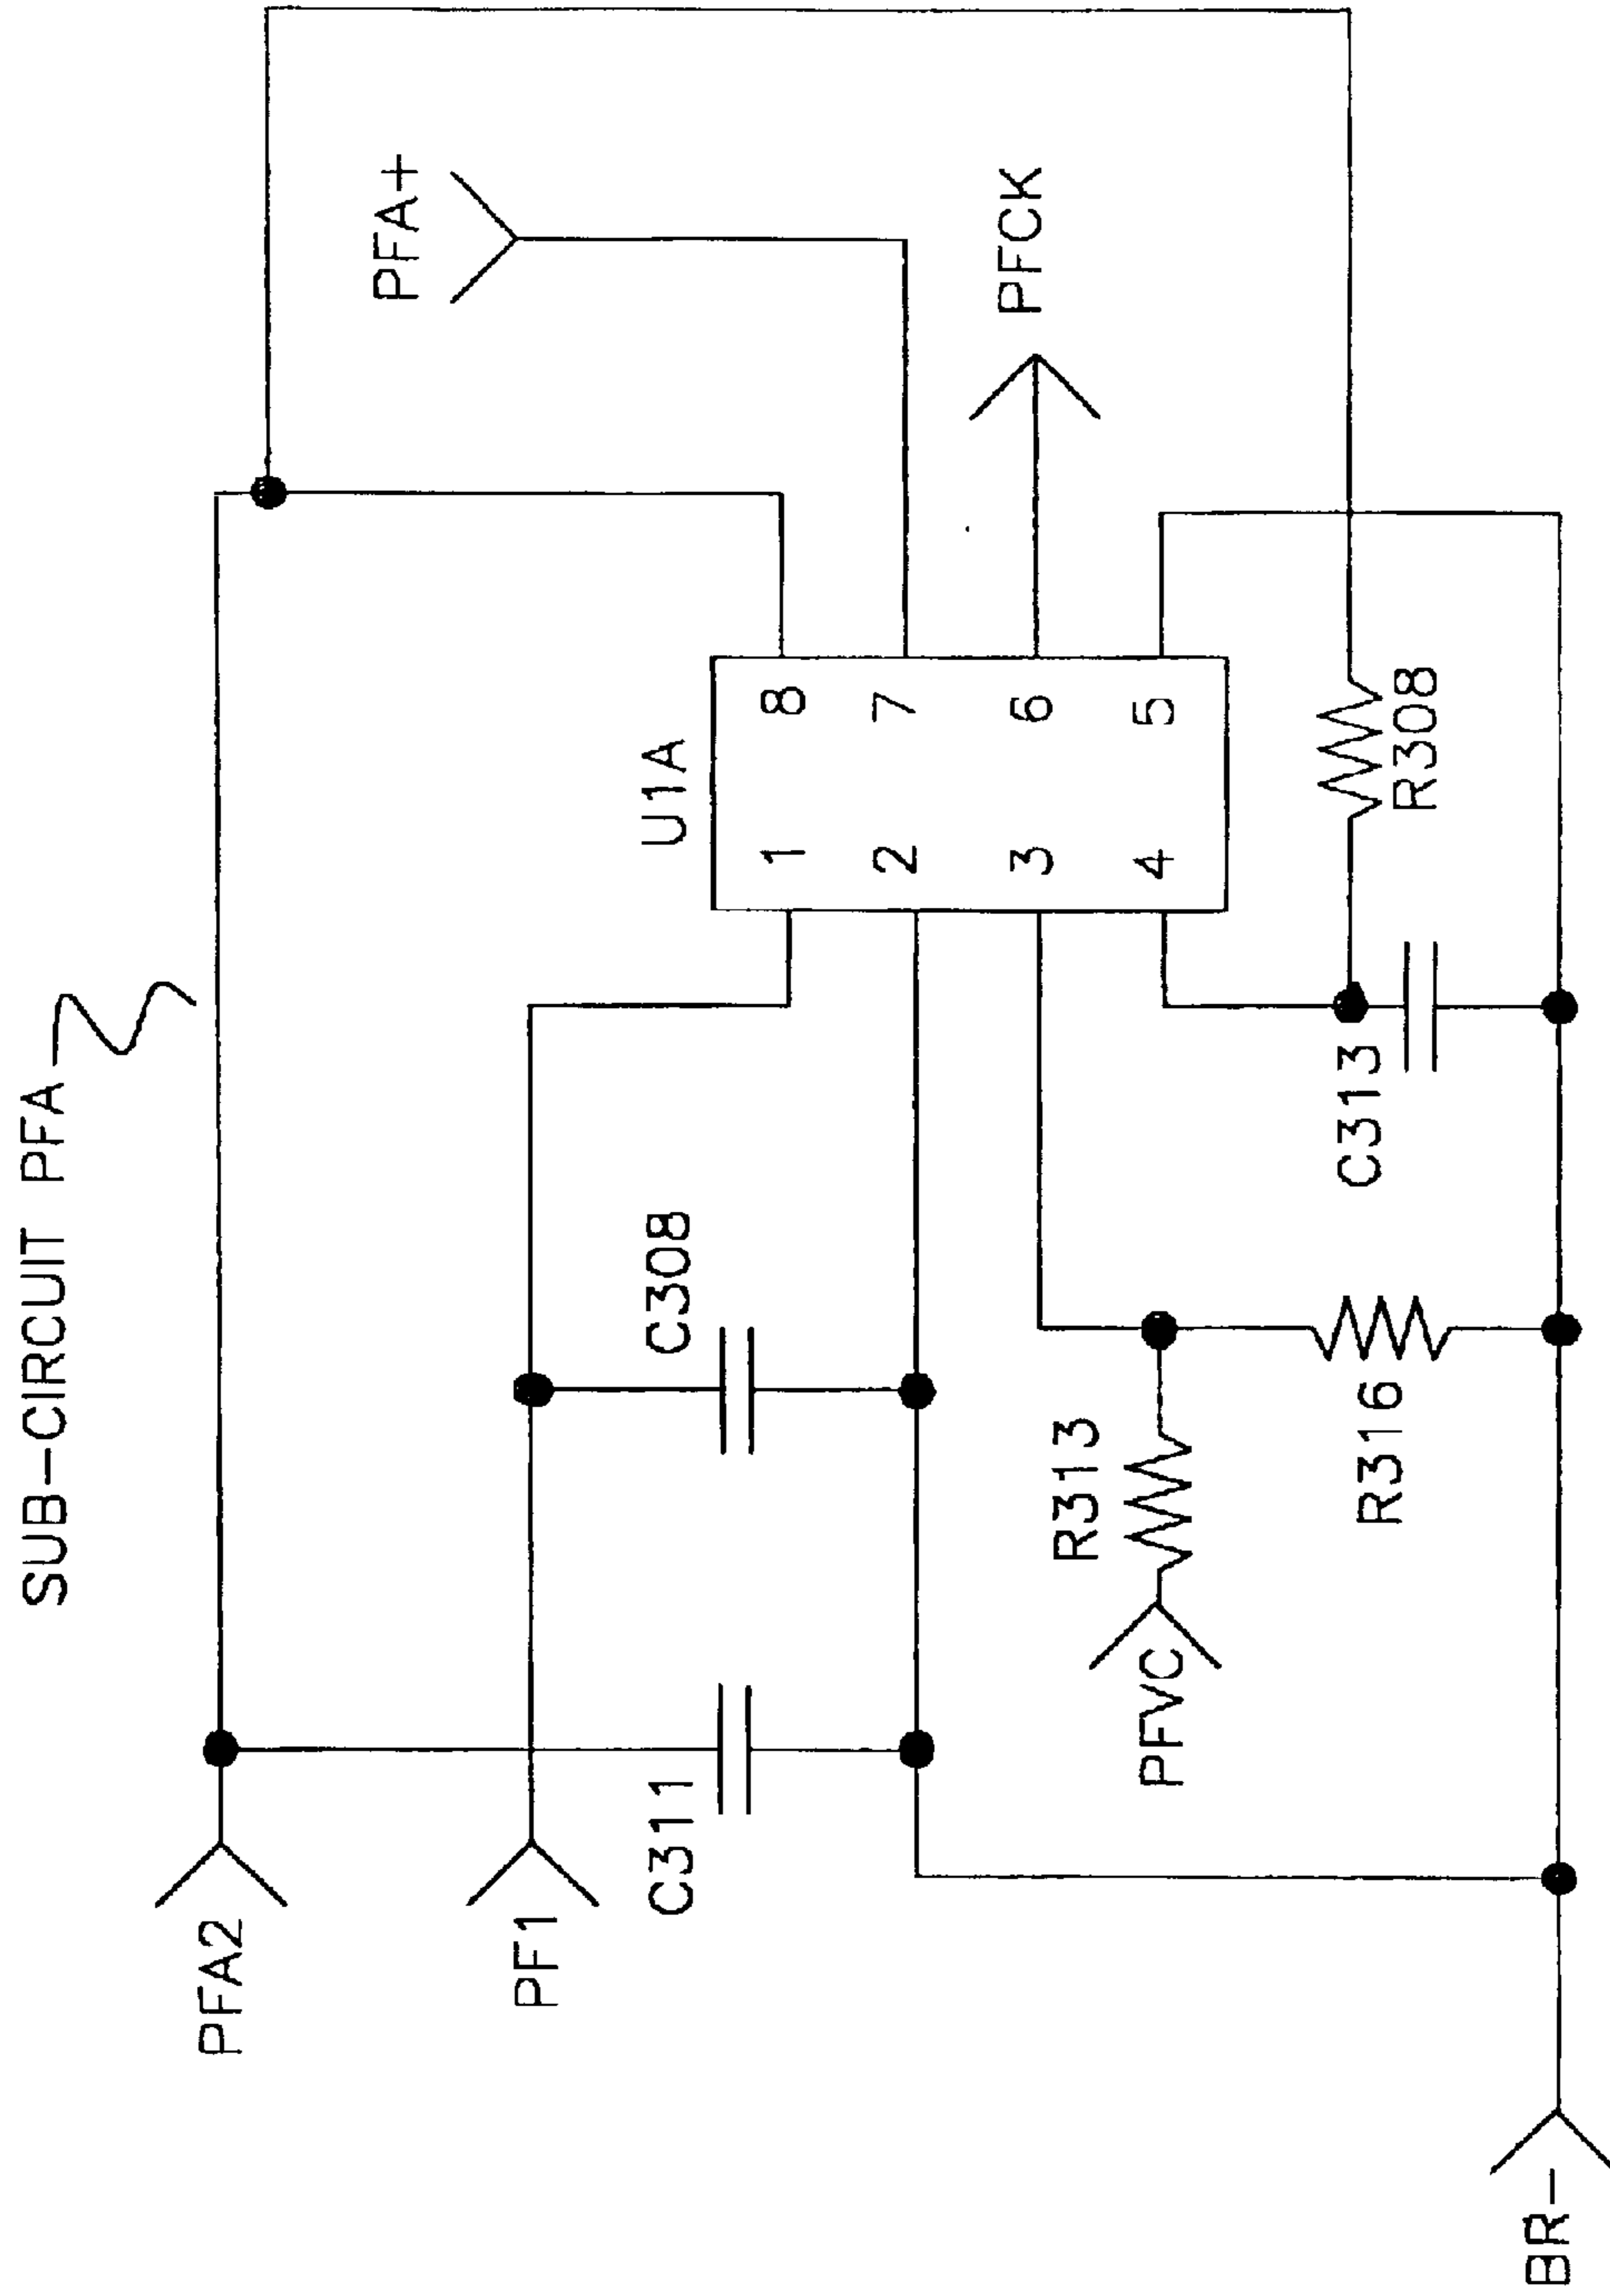 SUB-CIRCUIT PFA
PFA2
PFA+
PF1
C311
C308
U1A
1
8
2
7
3
6
4
5
PFCK
R313
PFVC
R316
C313
R308
BR-